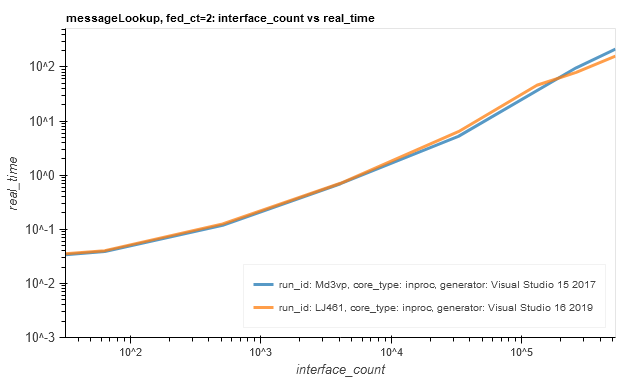 messageLookup, fed_ct=2: interface_count vs real_time
real_time
10^2
10^1
10^0
10^-1
10^-2
10^-3
run_id: Md3vp, core_type: inproc, generator: Visual Studio 15 2017
run_id: LJ461, core_type: inproc, generator: Visual Studio 16 2019
10^2 10^3 10^4 10^5
interface_count